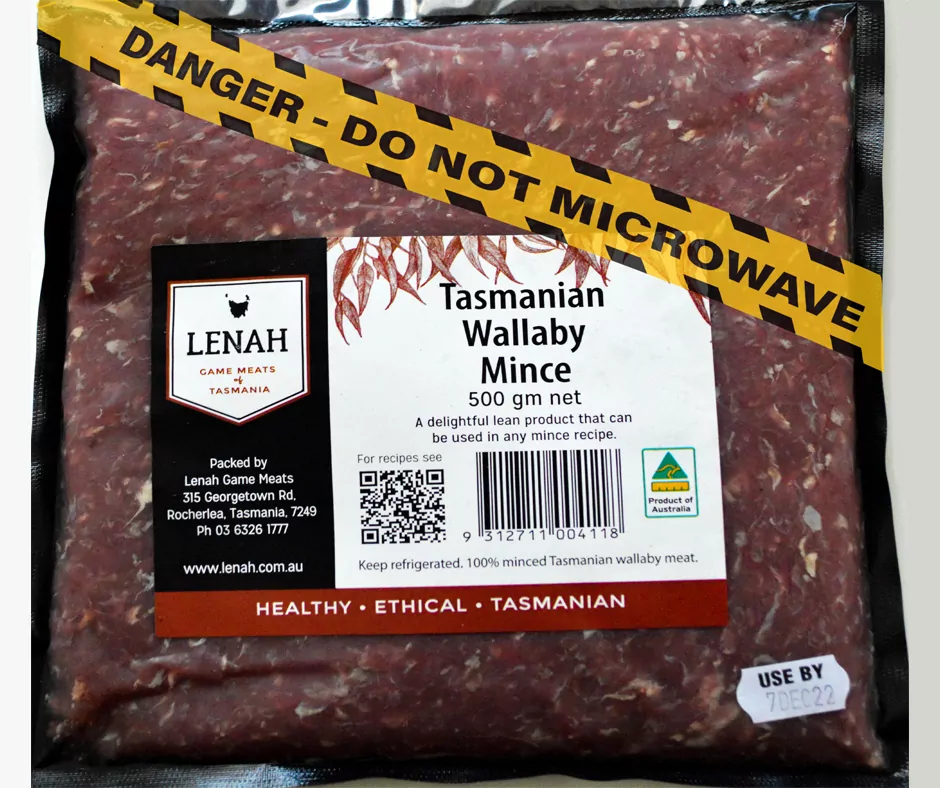 DANGER - DO NOT MICROWAVE
LENAH
GAME MEATS
of
TASMANIA
Packed by
Lenah Game Meats
315 Georgetown Rd,
Rocherlea, Tasmania, 7249
Ph 03 6326 1777
www.lenah.com.au
Tasmanian
Wallaby
Mince
500 gm net
A delightful lean product that can
be used in any mince recipe.
For recipes see
9 312711 004118
Product of
Australia
Keep refrigerated. 100% minced Tasmanian wallaby meat.
HEALTHY • ETHICAL • TASMANIAN
USE BY
7DEC22